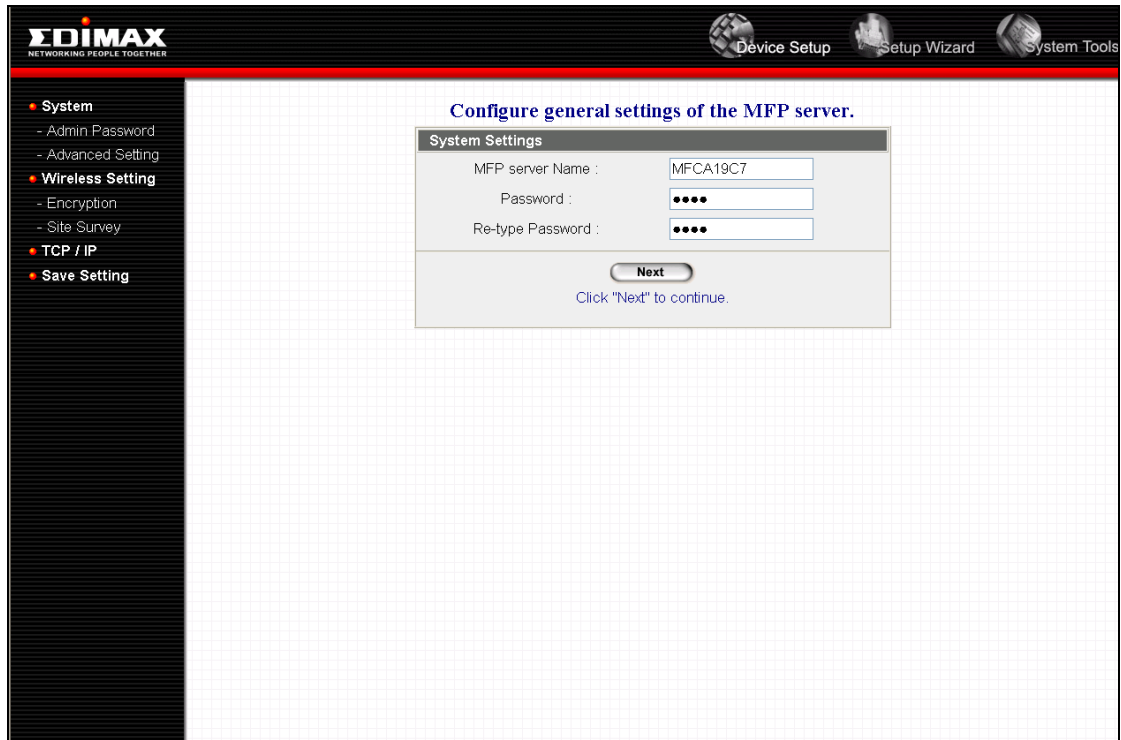 EDIMAX
NETWORKING PEOPLE TOGETHER
Device Setup
Setup Wizard
System Tools
System
- Admin Password
- Advanced Setting
Wireless Setting
- Encryption
- Site Survey
TCP / IP
Save Setting
Configure general settings of the MFP server.
System Settings
MFP server Name : MFCA19C7
Password : ●●●●
Re-type Password : ●●●●
Next
Click "Next" to continue.